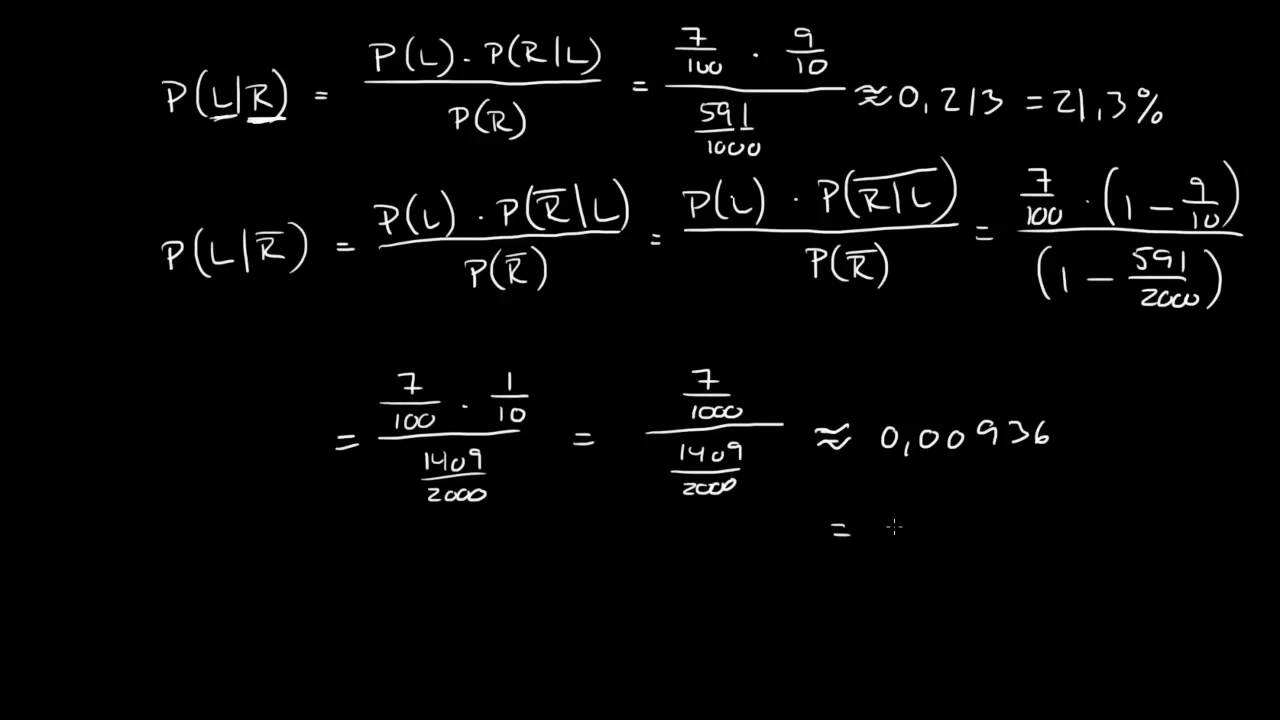 P(L|R) = P(L) · P(R|L) / P(R) = 7/100 · 9/10 / 591/1000 ≈ 0,213 = 21,3%
P(L|R̅) = P(L) · P(R̅|L) / P(R̅) = P(L) · P(R̅|̅L̅) / P(R̅) = 7/100 · (1 − 9/10) / (1 − 591/2000)
= 7/100 · 1/10 / 1409/2000 = 7/1000 / 1409/2000 ≈ 0,00936
=